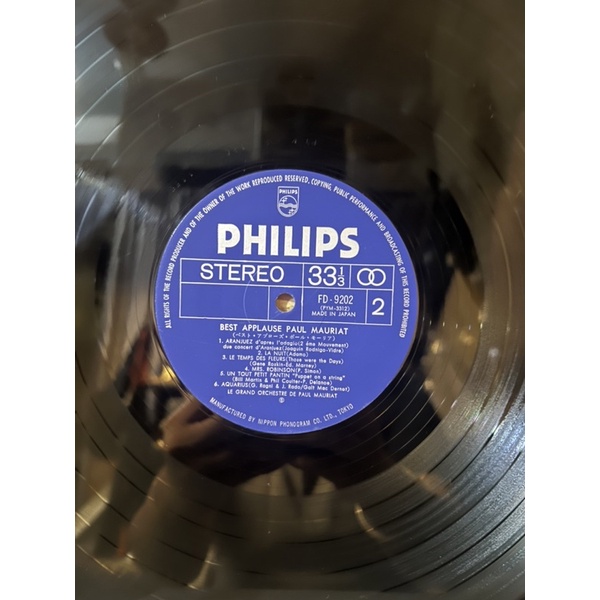 ALL RIGHTS OF THE RECORD PRODUCER AND OF THE OWNER OF THE WORK REPRODUCED RESERVED. COPYING, PUBLIC PERFORMANCE AND BROADCASTING OF THIS RECORD PROHIBITED
PHILIPS
PHILIPS
STEREO 33 1/3
FD-9202
(PYM-3312)
MADE IN JAPAN
2
BEST APPLAUSE PAUL MAURIAT
(ベスト・アプローズ・ポール・モーリア)
1. ARANJUEZ d'apres l'adagio(2 éme Mouvement)
due concert d'Aranjuez(Joaquin Rodrigo-Vidre)
2. LA NUIT(Adamo)
3. LE TEMPS DES FLEURS(Those were the Days)
(Gene Raskin-Ed. Marney)
4. MRS. ROBINSON(P. Simon)
5. UN TOUT PETIT PANTIN "Puppet on a string"
(Bill Martin & Phil Coulter-F. Delanoe)
6. AQUARIUS(G. Ragni & J. Rado/Galt Mac Dermot)
LE GRAND ORCHESTRE DE PAUL MAURIAT
Ⓟ
MANUFACTURED BY NIPPON PHONOGRAM CO. LTD., TOKYO